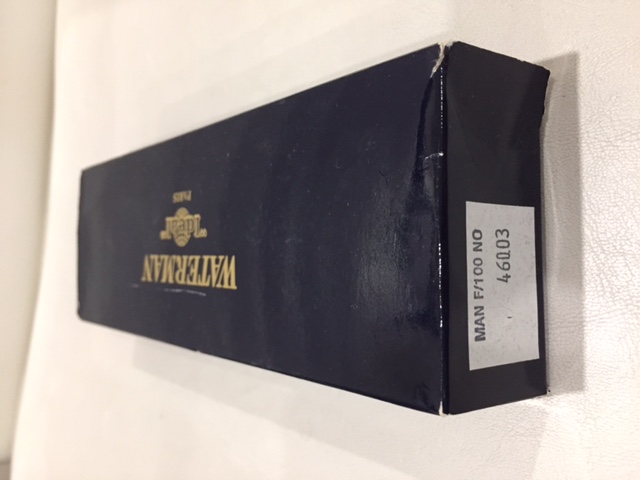 WATERMAN
Ideal
PARIS
MAN F/100 NO
46003